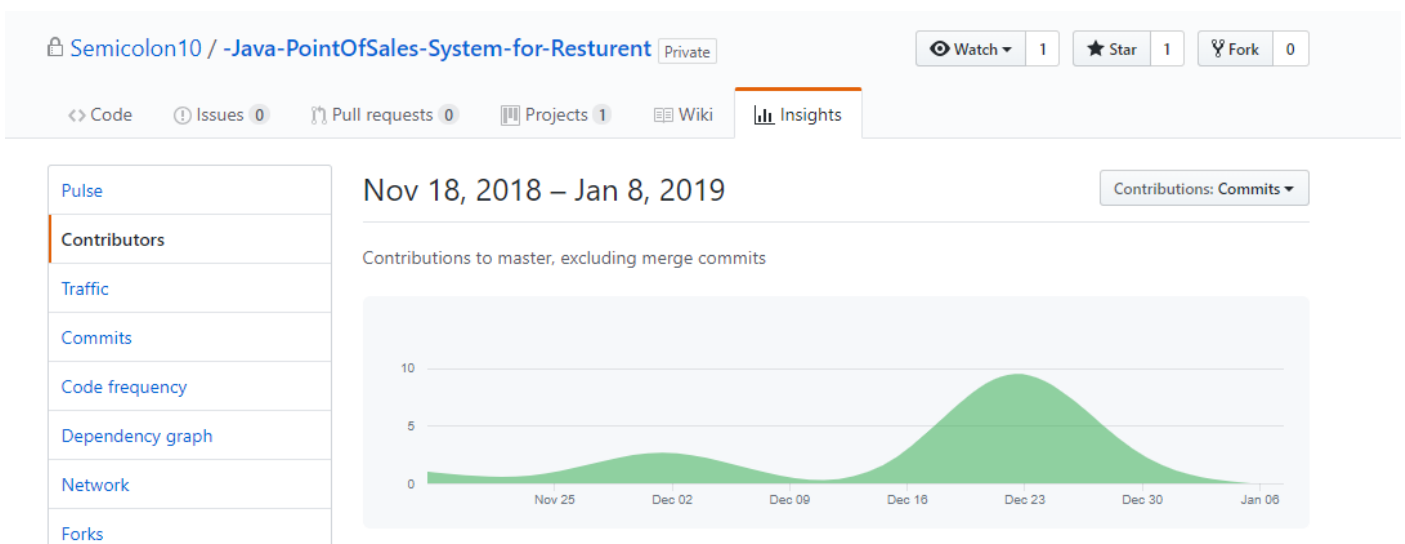 Semicolon10 / -Java-PointOfSales-System-for-Resturent Private
Watch 1 Star 1 Fork 0
Code Issues 0 Pull requests 0 Projects 1 Wiki Insights
Pulse
Contributors
Traffic
Commits
Code frequency
Dependency graph
Network
Forks
Nov 18, 2018 – Jan 8, 2019
Contributions: Commits
Contributions to master, excluding merge commits
10
5
0
Nov 25 Dec 02 Dec 09 Dec 16 Dec 23 Dec 30 Jan 06